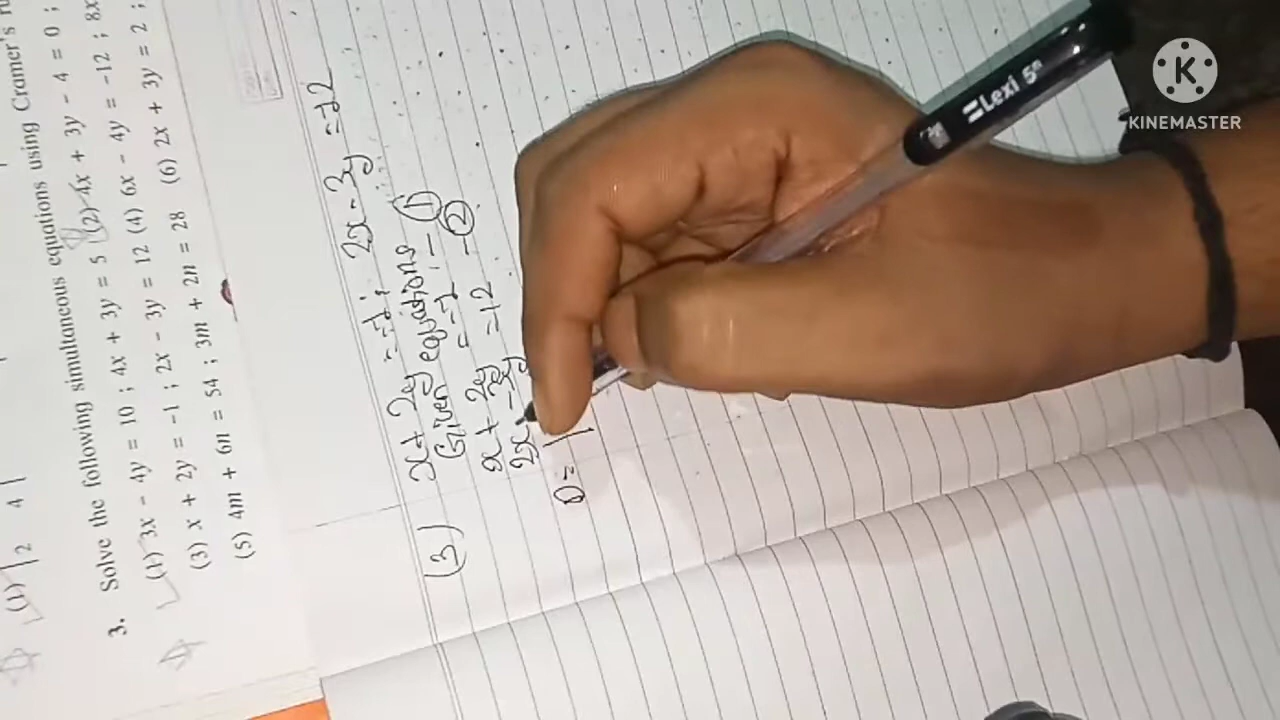 (1) | 2 4 |
3. Solve the following simultaneous equations using Cramer's
(1) 3x - 4y = 10 ; 4x + 3y = 5 (2) 4x + 3y - 4 = 0 ;
(3) x + 2y = -1 ; 2x - 3y = 12 (4) 6x - 4y = -12 ; 8x
(5) 4m + 6n = 54 ; 3m + 2n = 28 (6) 2x + 3y = 2 ;
(3) x + 2y = -1 ; 2x - 3y = 12
Given equations
x + 2y = -1 - ①
2x - 3y = 12 - ②
D = |
Lexi 5
K
KINEMASTER